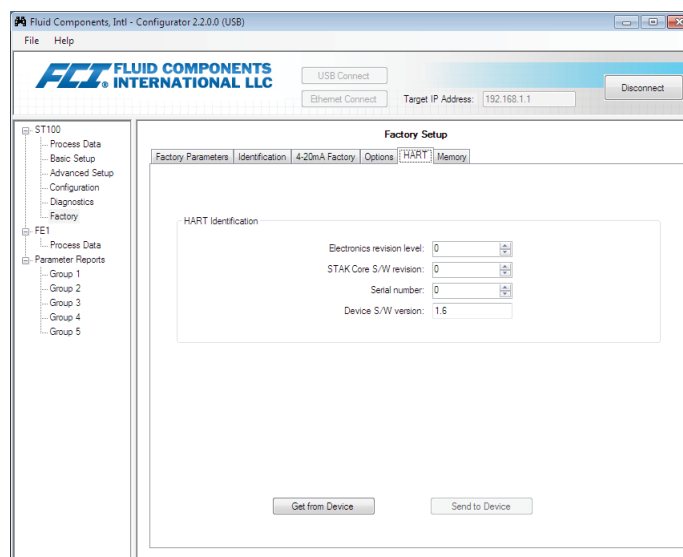 Fluid Components, Intl - Configurator 2.2.0.0 (USB)
File Help
FCI FLUID COMPONENTS
® INTERNATIONAL LLC
USB Connect
Ethernet Connect Target IP Address: 192.168.1.1
Disconnect
ST100
Process Data
Basic Setup
Advanced Setup
Configuration
Diagnostics
Factory
FE1
Process Data
Parameter Reports
Group 1
Group 2
Group 3
Group 4
Group 5
Factory Setup
Factory Parameters Identification 4-20mA Factory Options HART Memory
HART Identification
Electronics revision level: 0
STAK Core S/W revision: 0
Serial number: 0
Device S/W version: 1.6
Get from Device Send to Device